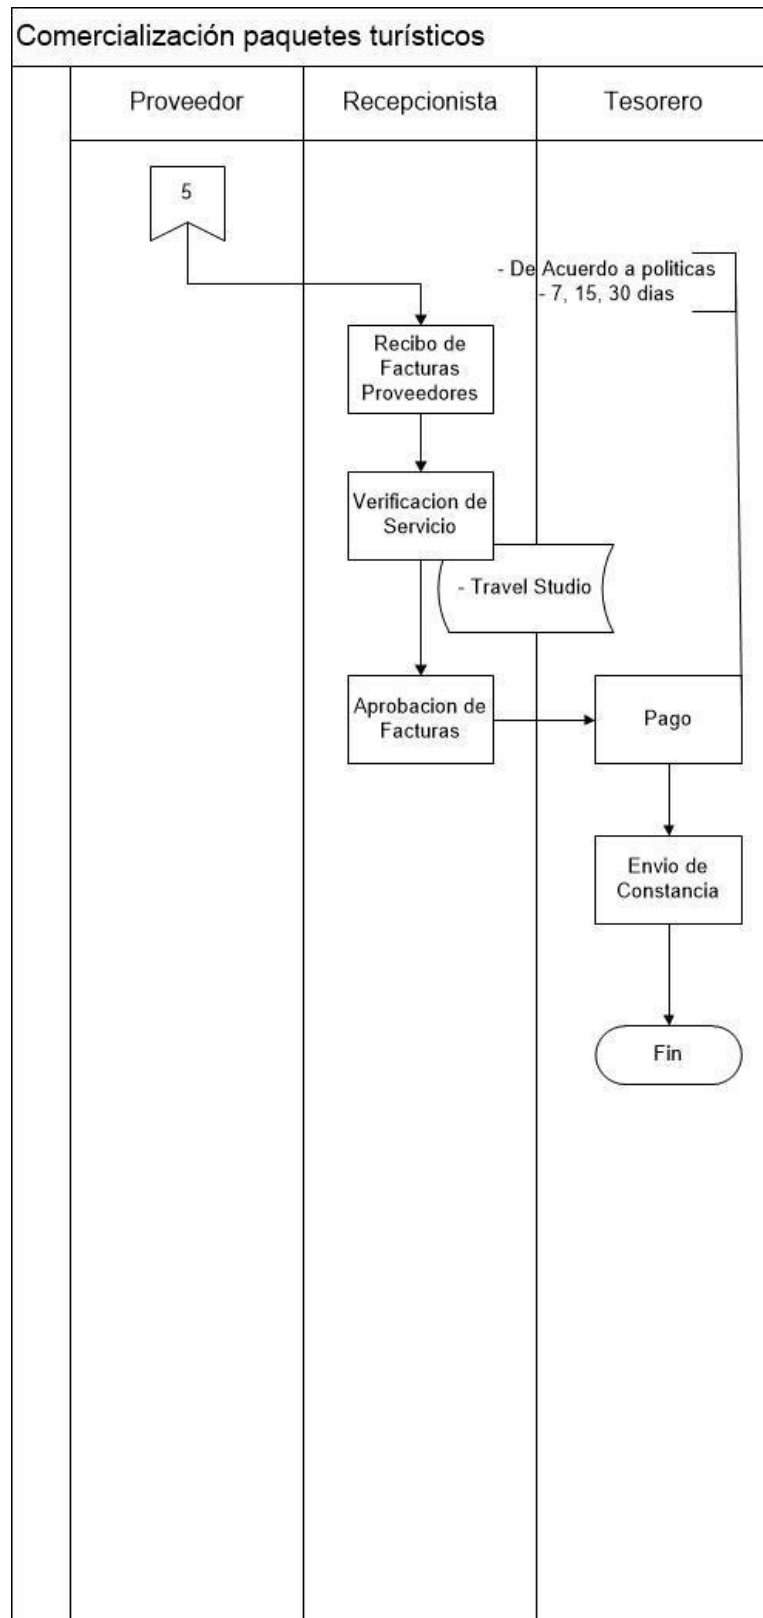 Comercialización paquetes turísticos
Proveedor
Recepcionista
Tesorero
5
- De Acuerdo a politicas
- 7, 15, 30 dias
Recibo de
Facturas
Proveedores
Verificacion de
Servicio
- Travel Studio
Aprobacion de
Facturas
Pago
Envio de
Constancia
Fin